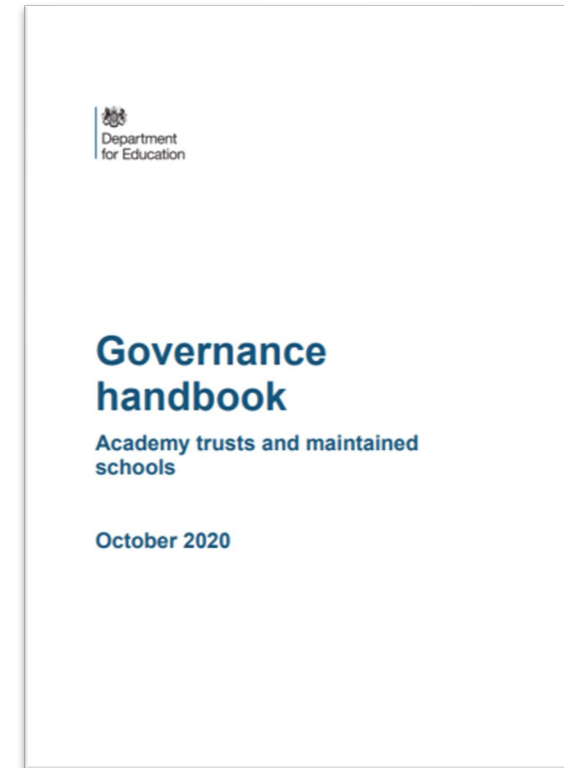 Department
for Education
Governance
handbook
Academy trusts and maintained
schools
October 2020